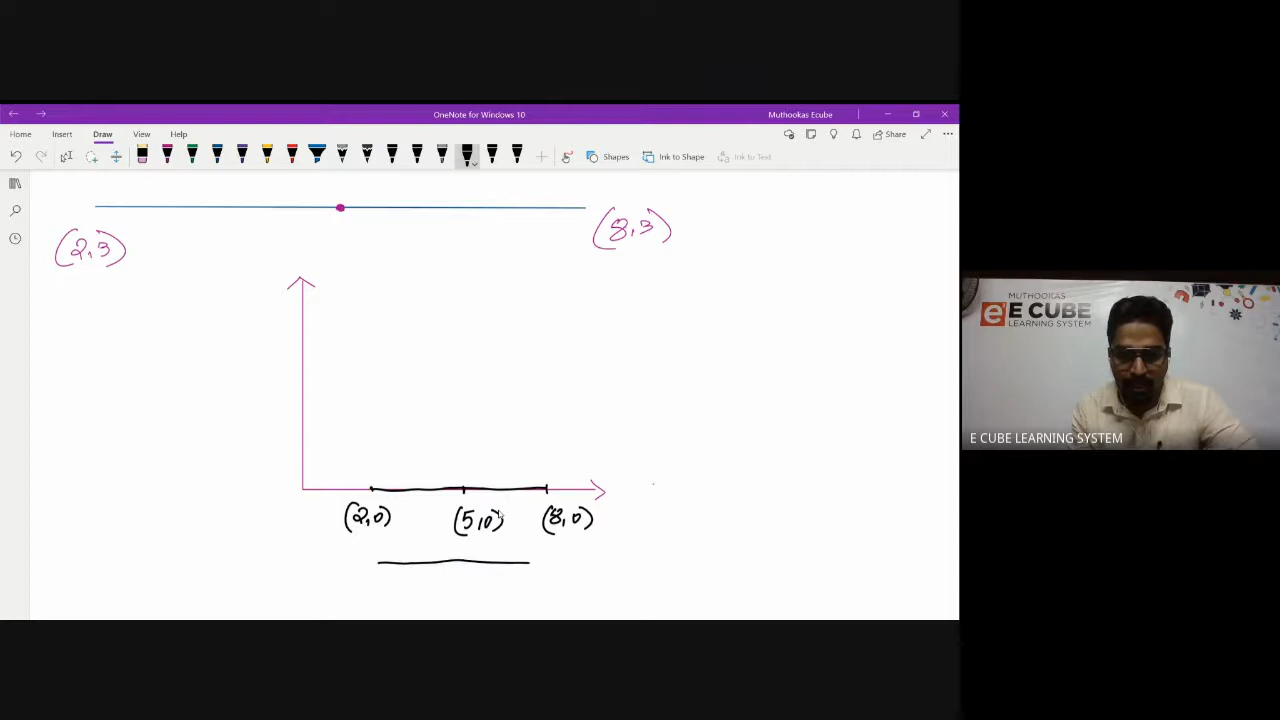 OneNote for Windows 10
Muthookas Ecube
Home Insert Draw View Help
Share
Shapes
Ink to Shape
Ink to Text
(2,3)
(8,3)
(2,0) (5,0) (8,0)
MUTHOOKAS
e E CUBE
LEARNING SYSTEM
E CUBE LEARNING SYSTEM